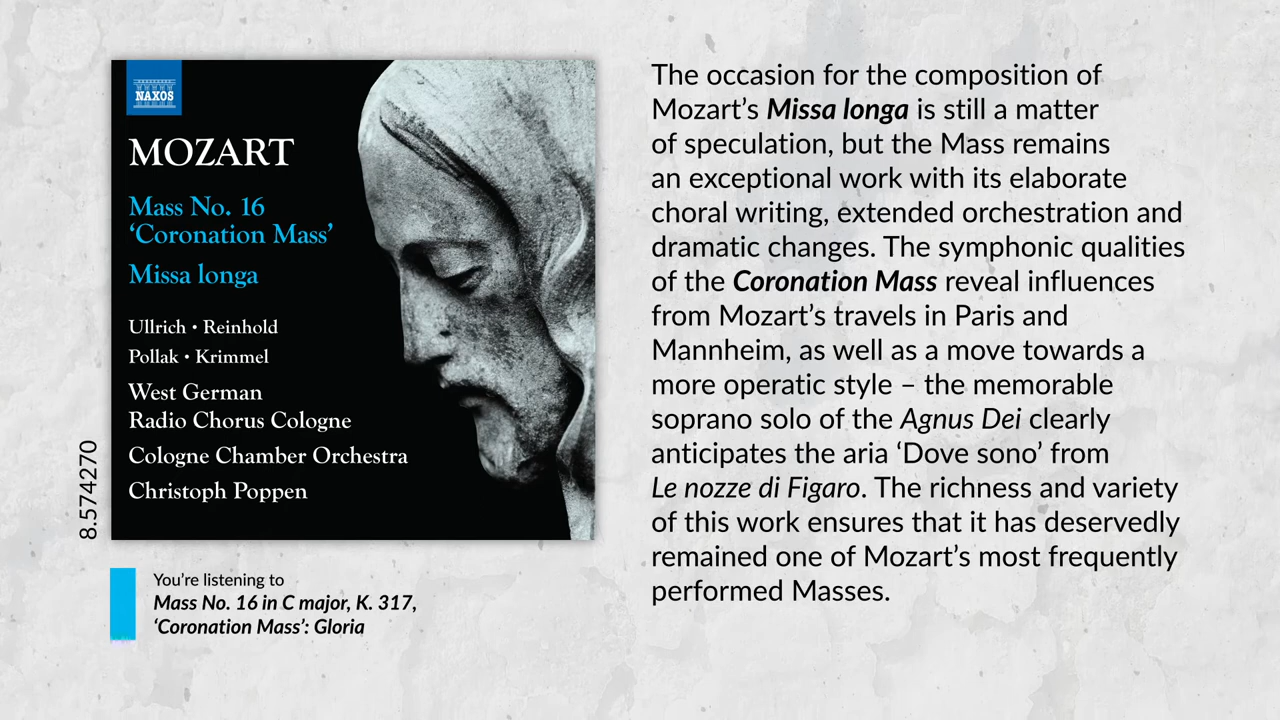 NAXOS
MOZART
Mass No. 16
‘Coronation Mass’
Missa longa
Ullrich • Reinhold
Pollak • Krimmel
West German
Radio Chorus Cologne
Cologne Chamber Orchestra
Christoph Poppen
8.574270
You’re listening to
Mass No. 16 in C major, K. 317,
‘Coronation Mass’: Gloria
The occasion for the composition of
Mozart’s Missa longa is still a matter
of speculation, but the Mass remains
an exceptional work with its elaborate
choral writing, extended orchestration and
dramatic changes. The symphonic qualities
of the Coronation Mass reveal influences
from Mozart’s travels in Paris and
Mannheim, as well as a move towards a
more operatic style – the memorable
soprano solo of the Agnus Dei clearly
anticipates the aria ‘Dove sono’ from
Le nozze di Figaro. The richness and variety
of this work ensures that it has deservedly
remained one of Mozart’s most frequently
performed Masses.